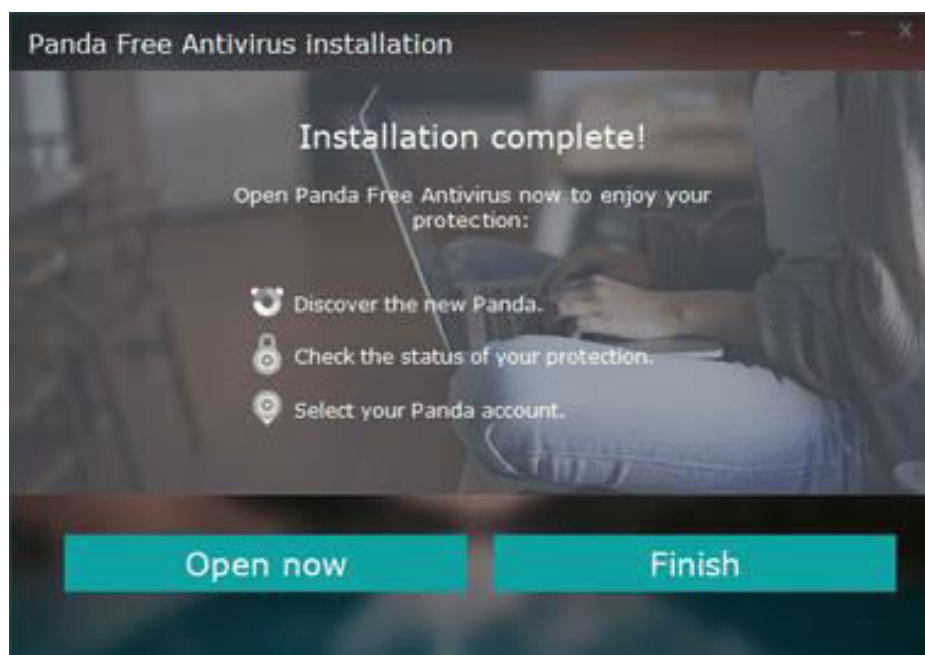 Panda Free Antivirus installation
Installation complete!
Open Panda Free Antivirus now to enjoy your
protection:
Discover the new Panda.
Check the status of your protection.
Select your Panda account.
Open now
Finish